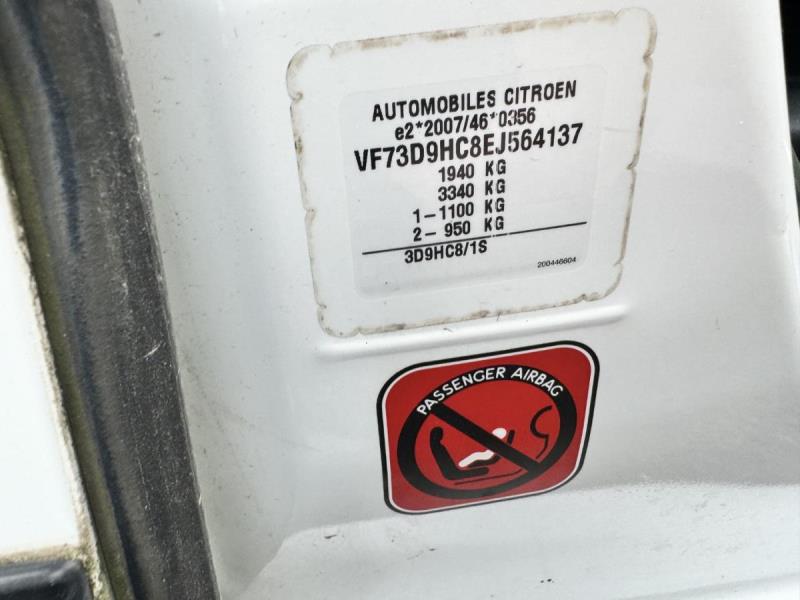 AUTOMOBILES CITROEN
e2*2007/46*0356
VF73D9HC8EJ564137
1940 KG
3340 KG
1-1100 KG
2- 950 KG
3D9HC8/1S
200446604
PASSENGER AIRBAG